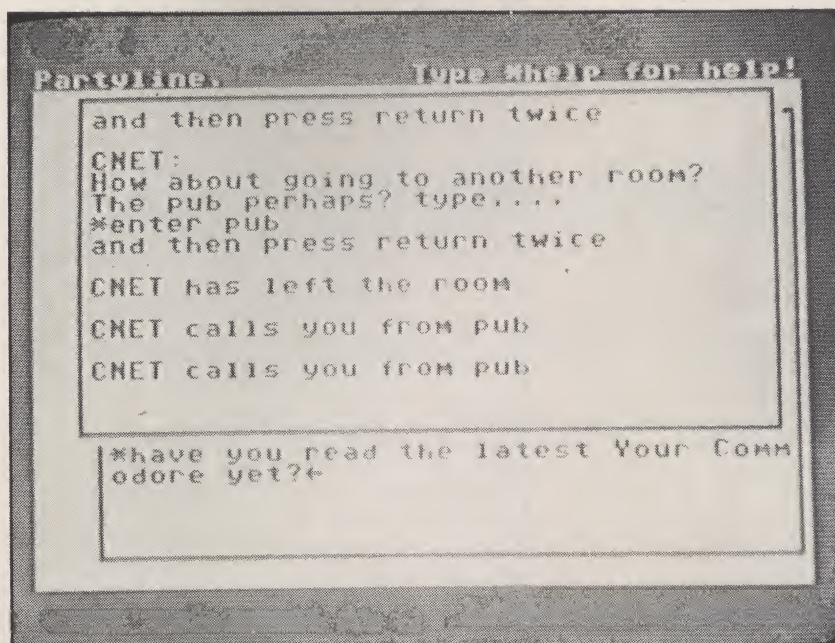 Partyline. Type *help for help!
and then press return twice
CNET:
How about going to another room?
The pub perhaps? type....
*enter pub
and then press return twice
CNET has left the room
CNET calls you from pub
CNET calls you from pub
*have you read the latest Your Comm
odore yet?←